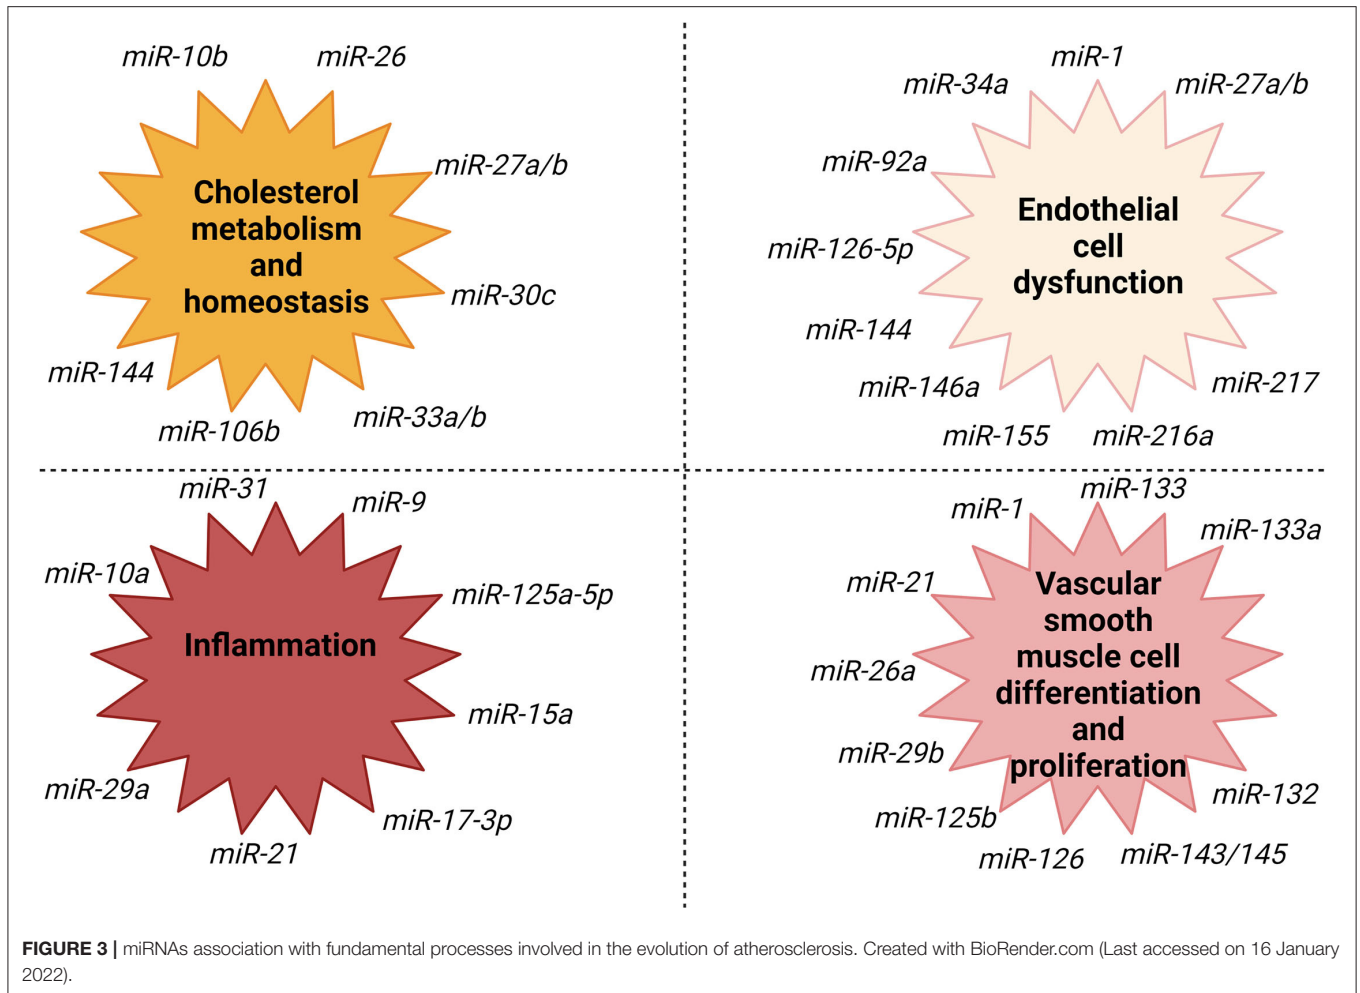 miR-10b
miR-26
miR-27a/b
miR-30c
miR-33a/b
miR-106b
miR-144
Cholesterol
metabolism
and
homeostasis
miR-1
miR-34a
miR-27a/b
miR-92a
miR-126-5p
miR-144
miR-146a
miR-155
miR-216a
miR-217
Endothelial
cell
dysfunction
miR-31
miR-9
miR-10a
miR-125a-5p
miR-15a
miR-29a
miR-17-3p
miR-21
Inflammation
miR-133
miR-1
miR-133a
miR-21
miR-26a
miR-29b
miR-125b
miR-126
miR-143/145
miR-132
Vascular
smooth
muscle cell
differentiation
and
proliferation
FIGURE 3 | miRNAs association with fundamental processes involved in the evolution of atherosclerosis. Created with BioRender.com (Last accessed on 16 January
2022).